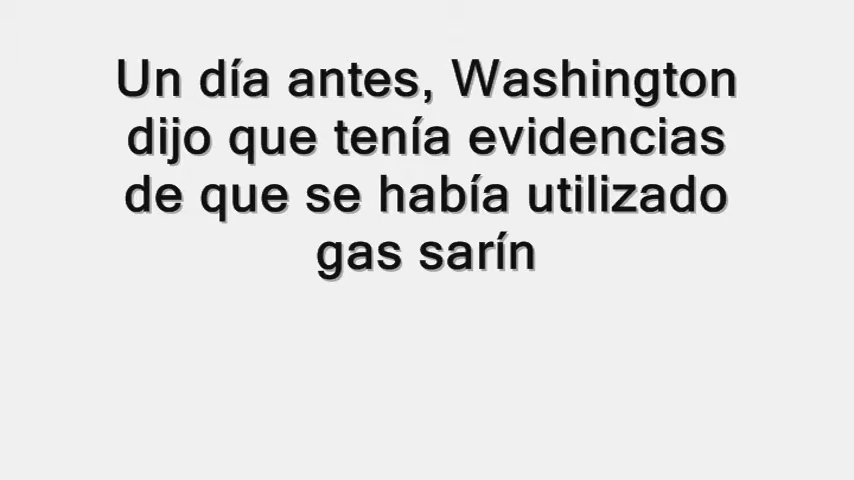 Un día antes, Washington
dijo que tenía evidencias
de que se había utilizado
gas sarín